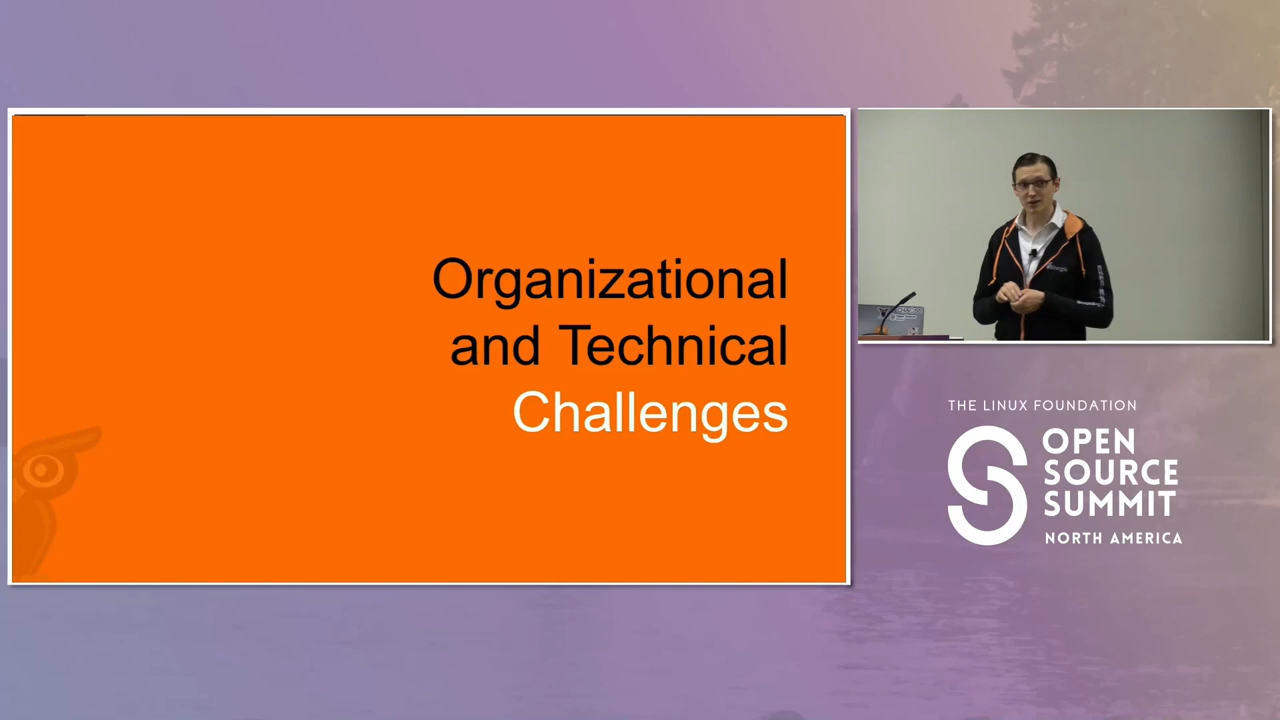 Organizational
and Technical
Challenges
THE LINUX FOUNDATION
OPEN
SOURCE
SUMMIT
NORTH AMERICA